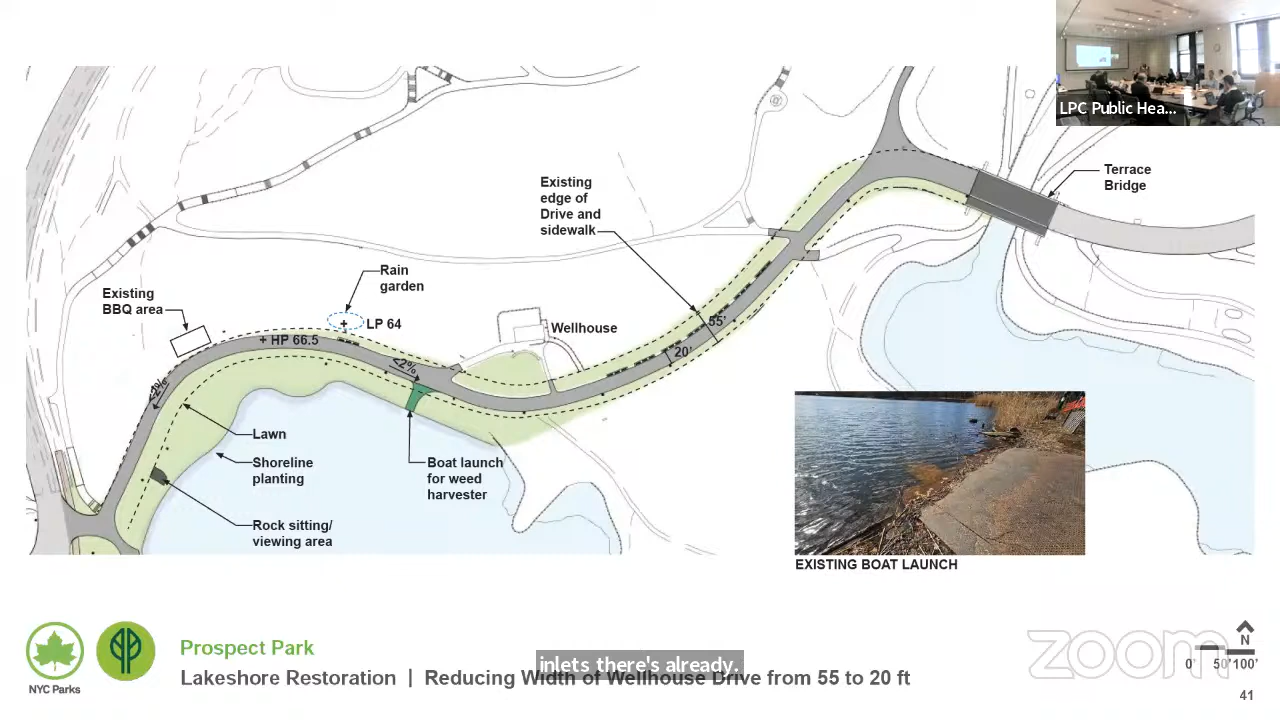 LPC Public Hea...
Terrace
Bridge
Existing
edge of
Drive and
sidewalk
Rain
garden
Existing
BBQ area
LP 64
Wellhouse
55'
+ HP 66.5
20'
<2%
<2%
Lawn
Shoreline
planting
Boat launch
for weed
harvester
Rock sitting/
viewing area
EXISTING BOAT LAUNCH
NYC Parks
Prospect Park
inlets there's already.
Lakeshore Restoration | Reducing Width of Wellhouse Drive from 55 to 20 ft
zoom
N
0' 50'100'
41